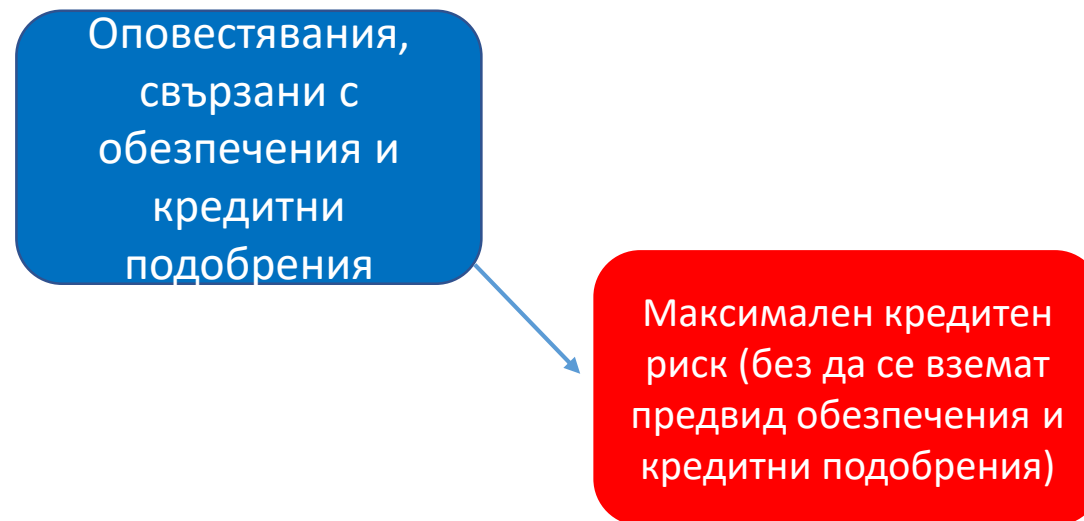 Оповестявания,
свързани с
обезпечения и
кредитни
подобрения
Максимален кредитен
риск (без да се вземат
предвид обезпечения и
кредитни подобрения)